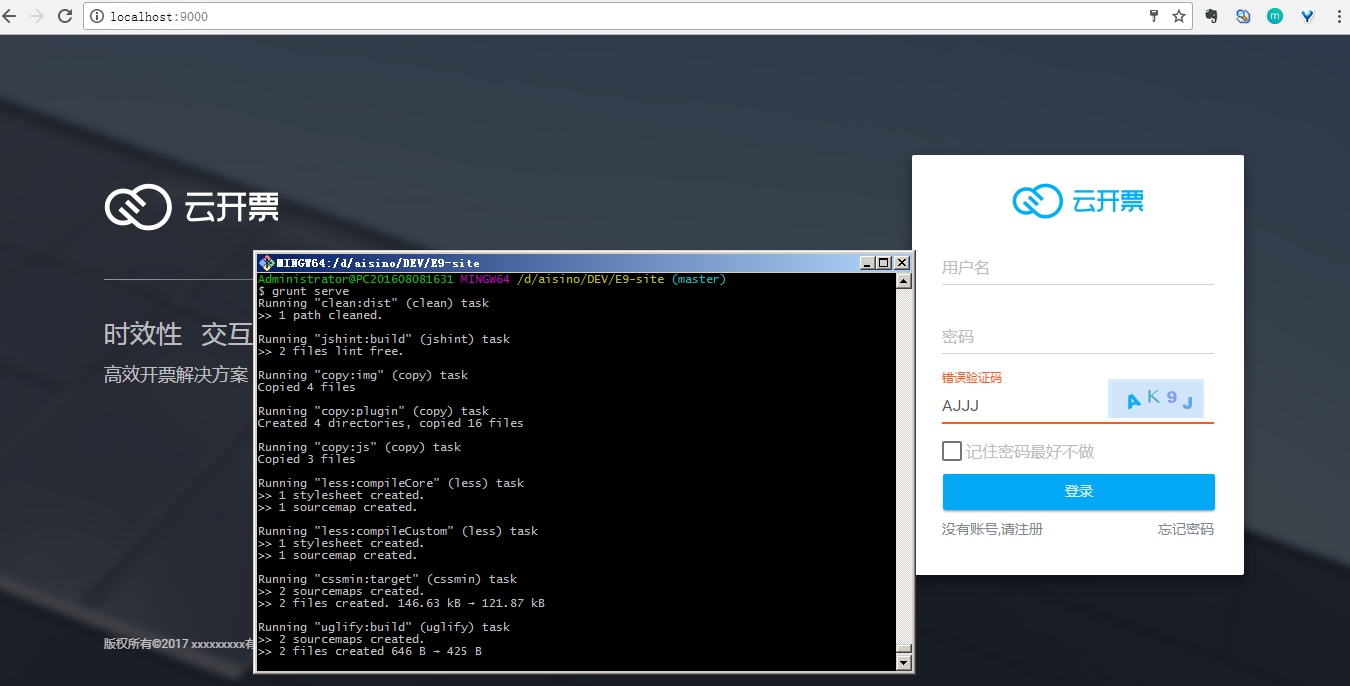 localhost:9000
m
云开票
时效性 交互
高效开票解决方案
版权所有©2017 xxxxxxxxx有
MINGW64:/d/aisino/DEV/E9-site
Administrator@PC201608081631 MINGW64 /d/aisino/DEV/E9-site (master)
$ grunt serve
Running "clean:dist" (clean) task
>> 1 path cleaned.
Running "jshint:build" (jshint) task
>> 2 files lint free.
Running "copy:img" (copy) task
Copied 4 files
Running "copy:plugin" (copy) task
Created 4 directories, copied 16 files
Running "copy:js" (copy) task
Copied 3 files
Running "less:compileCore" (less) task
>> 1 stylesheet created.
>> 1 sourcemap created.
Running "less:compileCustom" (less) task
>> 1 stylesheet created.
>> 1 sourcemap created.
Running "cssmin:target" (cssmin) task
>> 2 sourcemaps created.
>> 2 files created. 146.63 kB → 121.87 kB
Running "uglify:build" (uglify) task
>> 2 sourcemaps created.
>> 2 files created 646 B → 425 B
云开票
用户名
密码
错误验证码
AJJJ
AK9J
记住密码最好不做
登录
没有账号,请注册 忘记密码